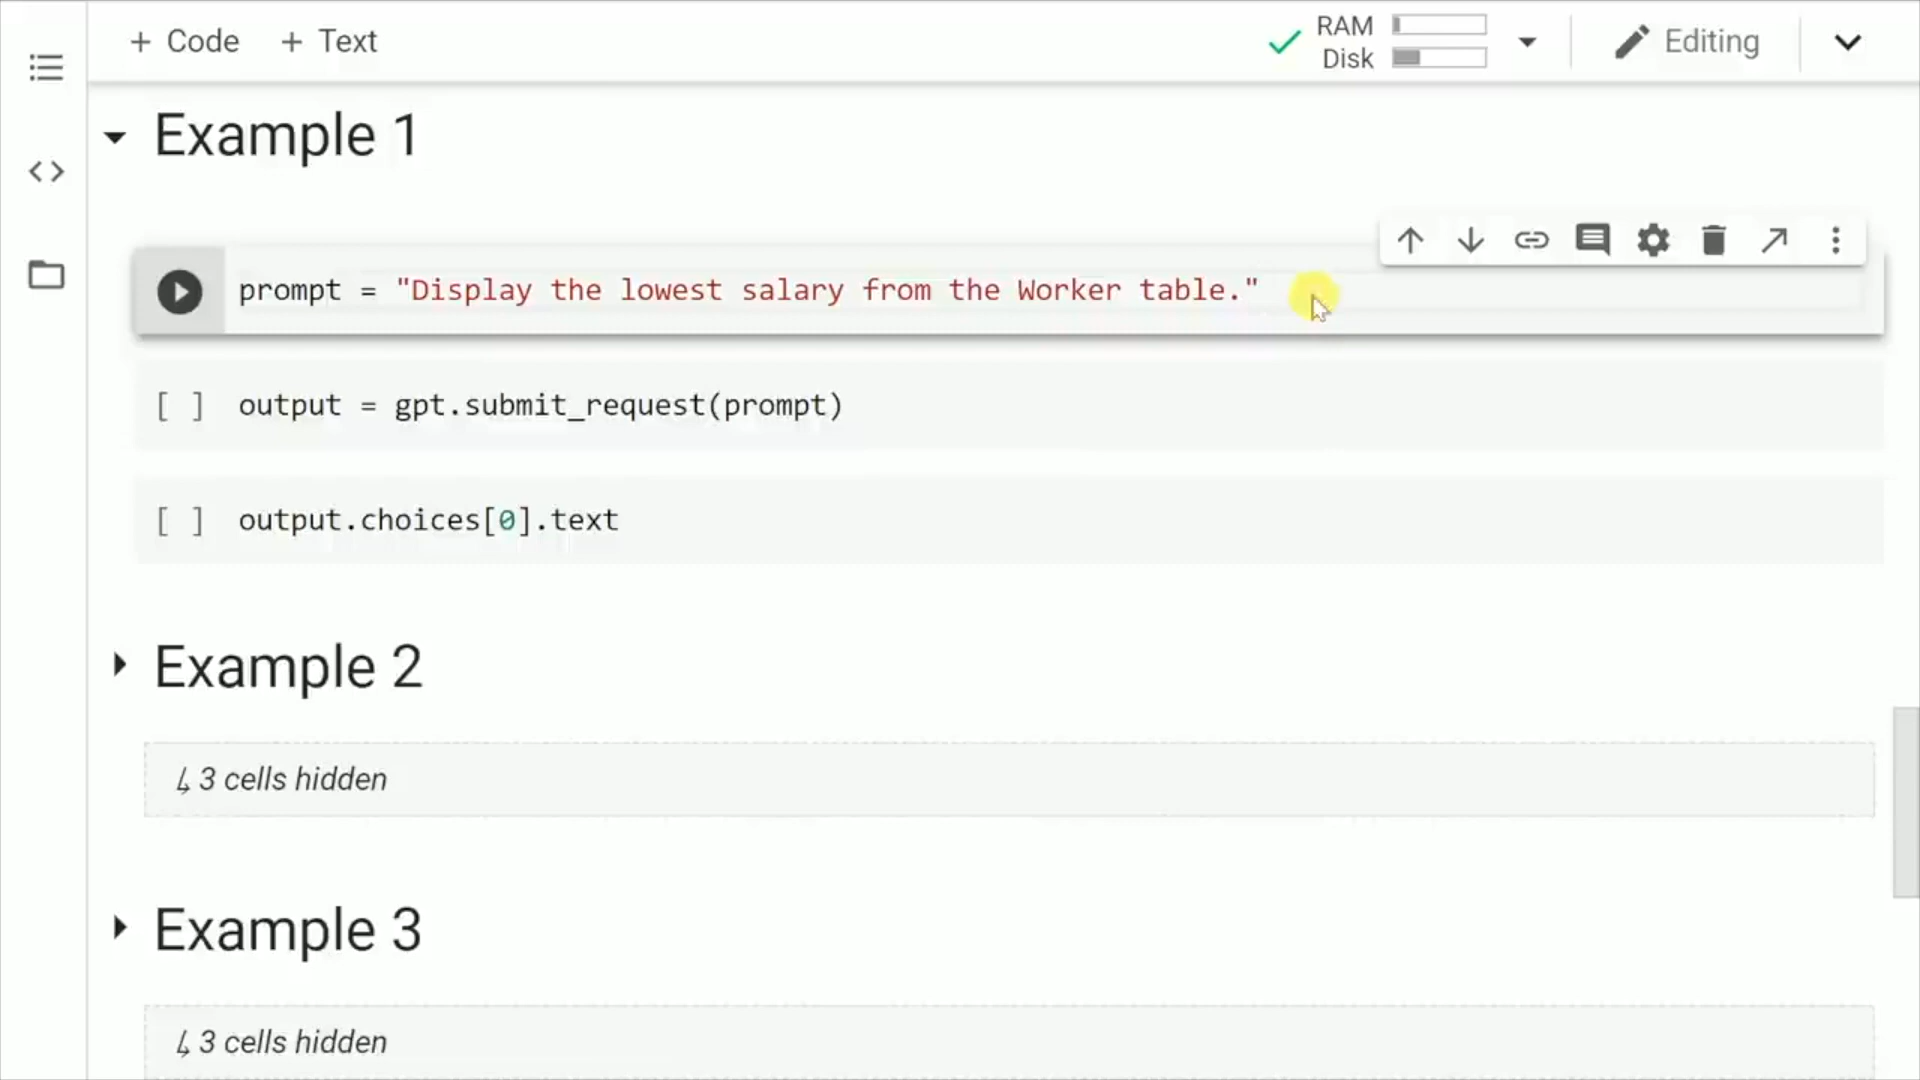 + Code + Text
RAM
Disk
Editing
Example 1
prompt = "Display the lowest salary from the Worker table."
[ ] output = gpt.submit_request(prompt)
[ ] output.choices[0].text
Example 2
↳ 3 cells hidden
Example 3
↳ 3 cells hidden